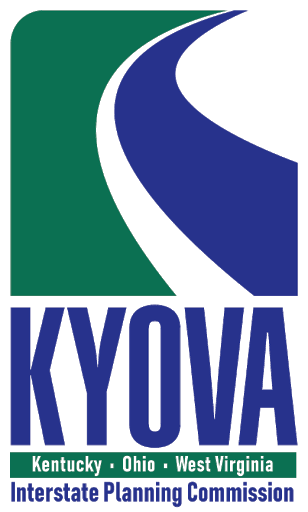 KYOVA
Kentucky · Ohio · West Virginia
Interstate Planning Commission